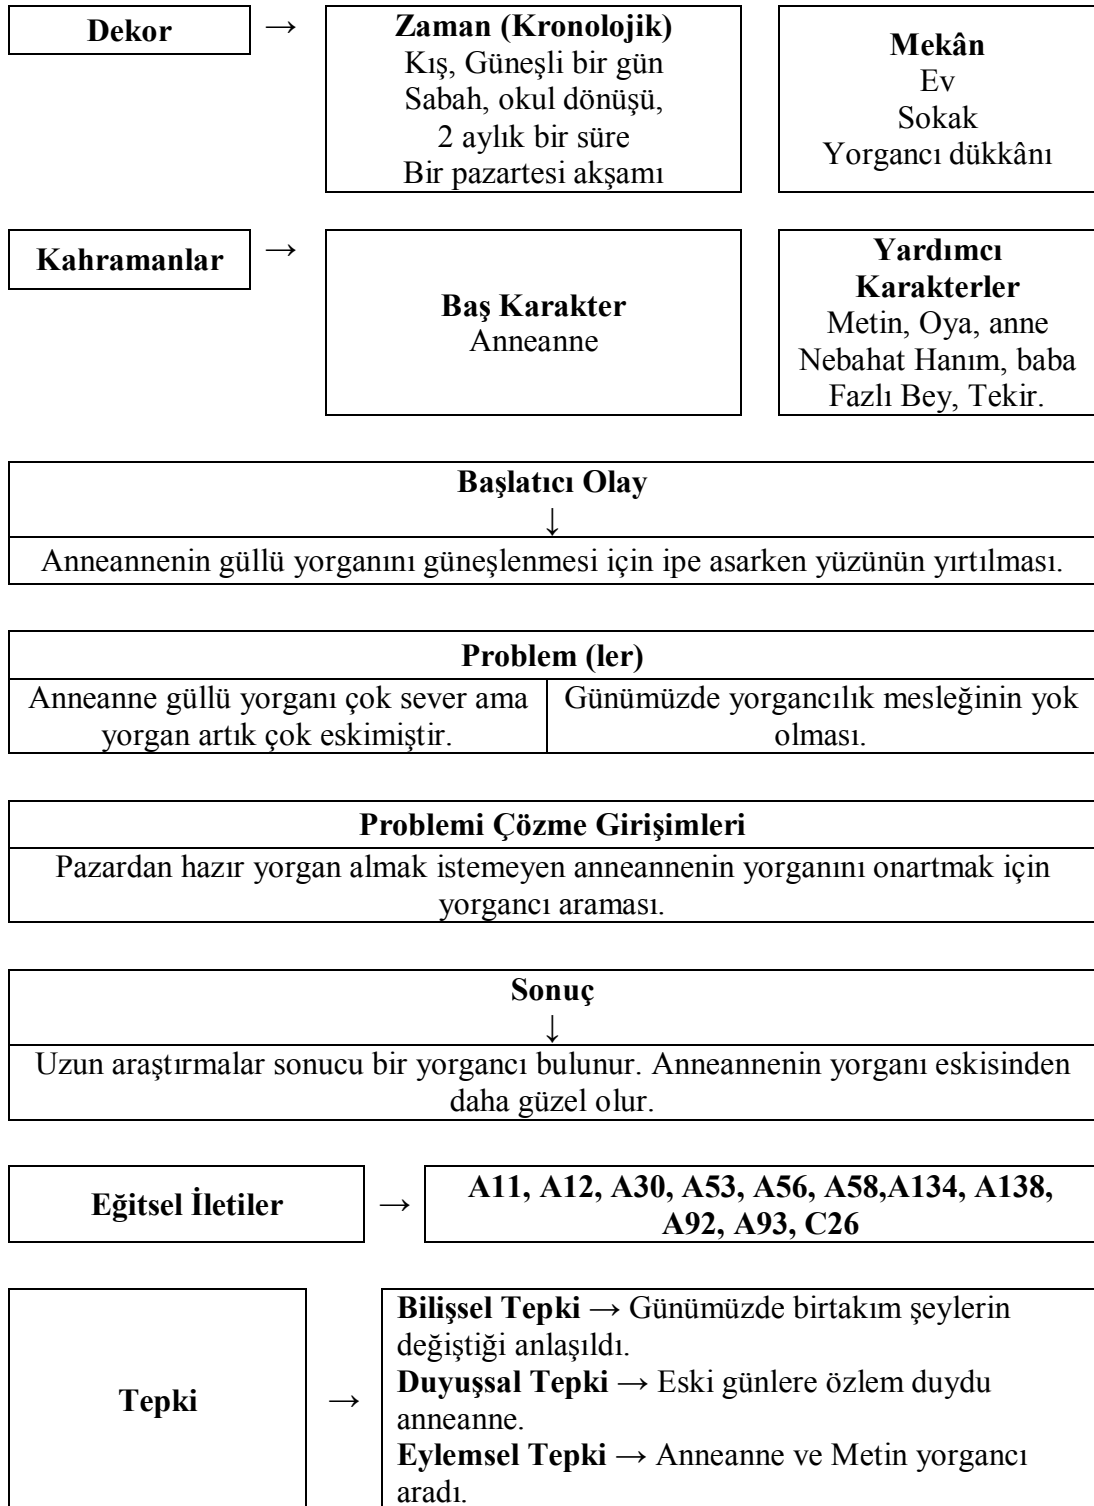 Dekor
→
Zaman (Kronolojik)
Kış, Güneşli bir gün
Sabah, okul dönüşü,
2 aylık bir süre
Bir pazartesi akşamı
Mekân
Ev
Sokak
Yorgancı dükkânı
Kahramanlar
→
Baş Karakter
Anneanne
Yardımcı
Karakterler
Metin, Oya, anne
Nebahat Hanım, baba
Fazlı Bey, Tekir.
Başlatıcı Olay
↓
Anneannenin güllü yorganını güneşlenmesi için ipe asarken yüzünün yırtılması.
Problem (ler)
Anneanne güllü yorganı çok sever ama
yorgan artık çok eskimiştir.
Günümüzde yorgancılık mesleğinin yok
olması.
Problemi Çözme Girişimleri
Pazardan hazır yorgan almak istemeyen anneannenin yorganını onartmak için
yorgancı araması.
Sonuç
↓
Uzun araştırmalar sonucu bir yorgancı bulunur. Anneannenin yorganı eskisinden
daha güzel olur.
Eğitsel İletiler
→
A11, A12, A30, A53, A56, A58,A134, A138,
A92, A93, C26
Tepki
→
Bilişsel Tepki → Günümüzde birtakım şeylerin
değiştiği anlaşıldı.
Duyuşsal Tepki → Eski günlere özlem duydu
anneanne.
Eylemsel Tepki → Anneanne ve Metin yorgancı
aradı.